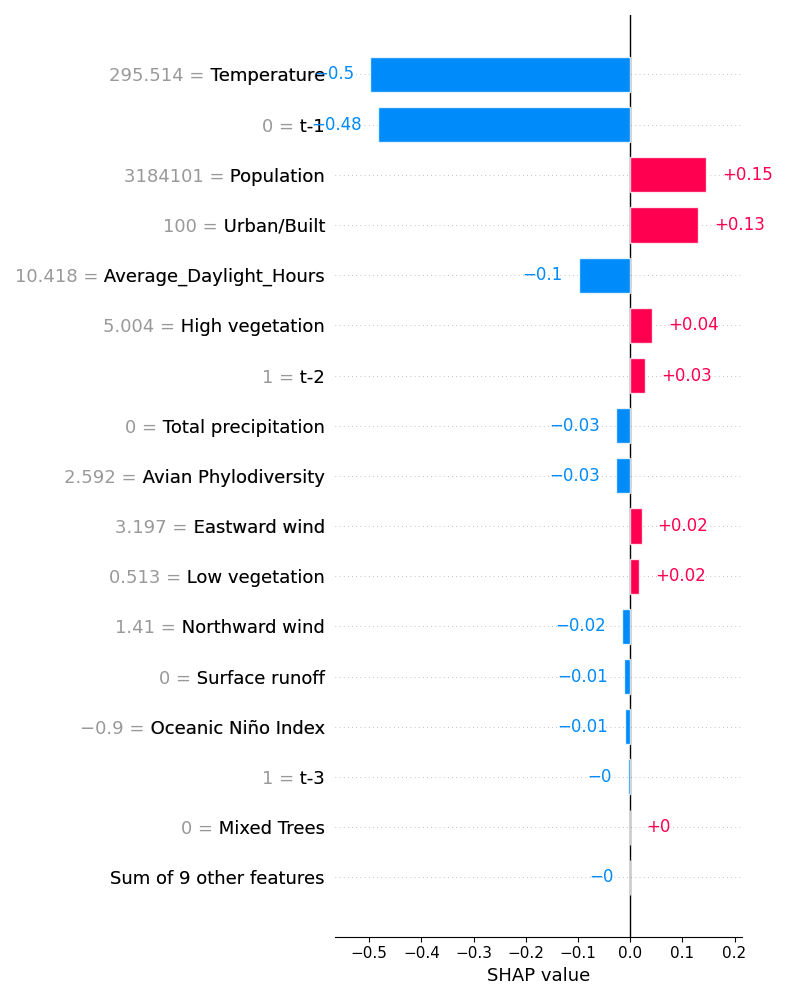 295.514 = Temperature −0.5
0 = t-1 −0.48
3184101 = Population +0.15
100 = Urban/Built +0.13
10.418 = Average_Daylight_Hours −0.1
5.004 = High vegetation +0.04
1 = t-2 +0.03
0 = Total precipitation −0.03
2.592 = Avian Phylodiversity −0.03
3.197 = Eastward wind +0.02
0.513 = Low vegetation +0.02
1.41 = Northward wind −0.02
0 = Surface runoff −0.01
−0.9 = Oceanic Niño Index −0.01
1 = t-3 −0
0 = Mixed Trees +0
Sum of 9 other features −0
−0.5 −0.4 −0.3 −0.2 −0.1 0.0 0.1 0.2
SHAP value